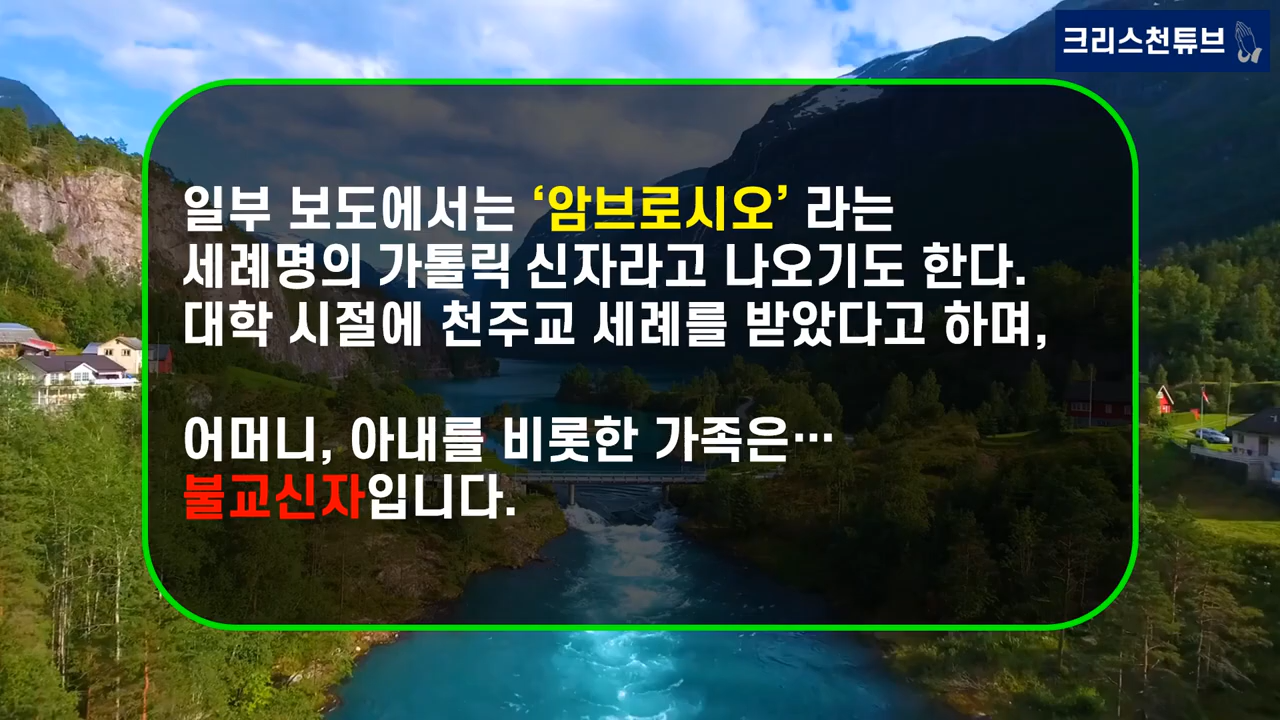 크리스천튜브
일부 보도에서는 ‘암브로시오’ 라는
세례명의 가톨릭 신자라고 나오기도 한다.
대학 시절에 천주교 세례를 받았다고 하며,
어머니, 아내를 비롯한 가족은…
불교신자입니다.